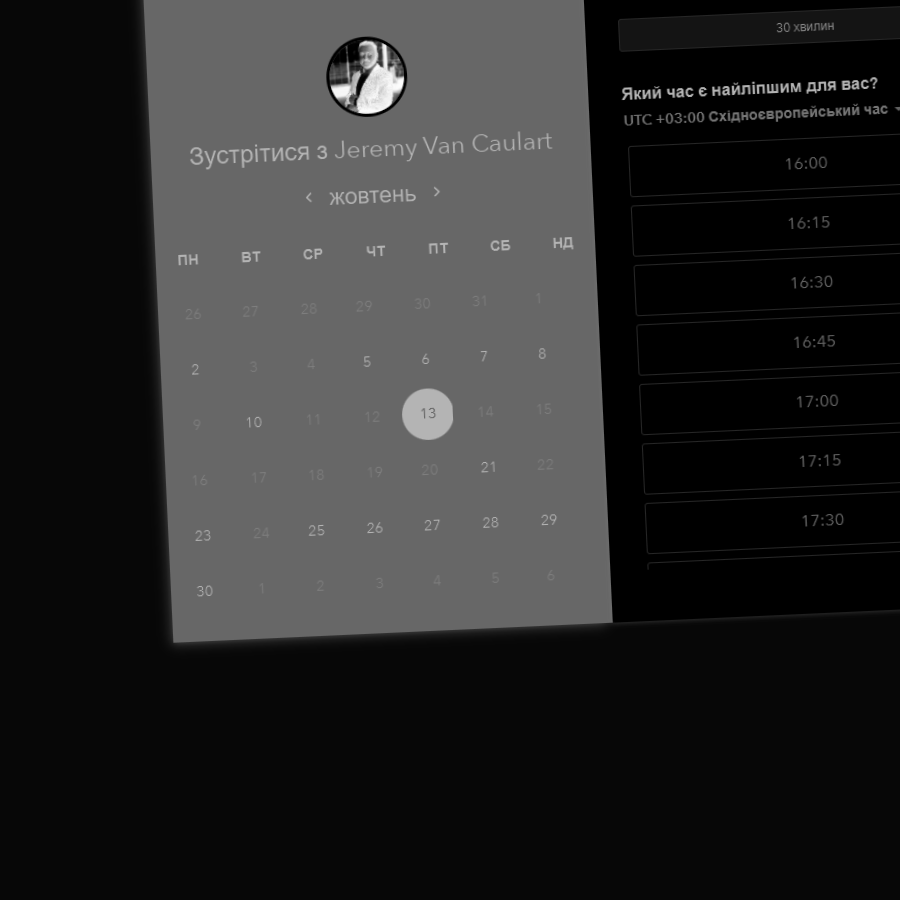 Зустрітися з Jeremy Van Caulart
жовтень
ПН ВТ СР ЧТ ПТ СБ НД
26 27 28 29 30 31 1
2 3 4 5 6 7 8
9 10 11 12 13 14 15
16 17 18 19 20 21 22
23 24 25 26 27 28 29
30 1 2 3 4 5 6
30 хвилин
Який час є найліпшим для вас?
UTC +03:00 Східноєвропейський час
16:00
16:15
16:30
16:45
17:00
17:15
17:30